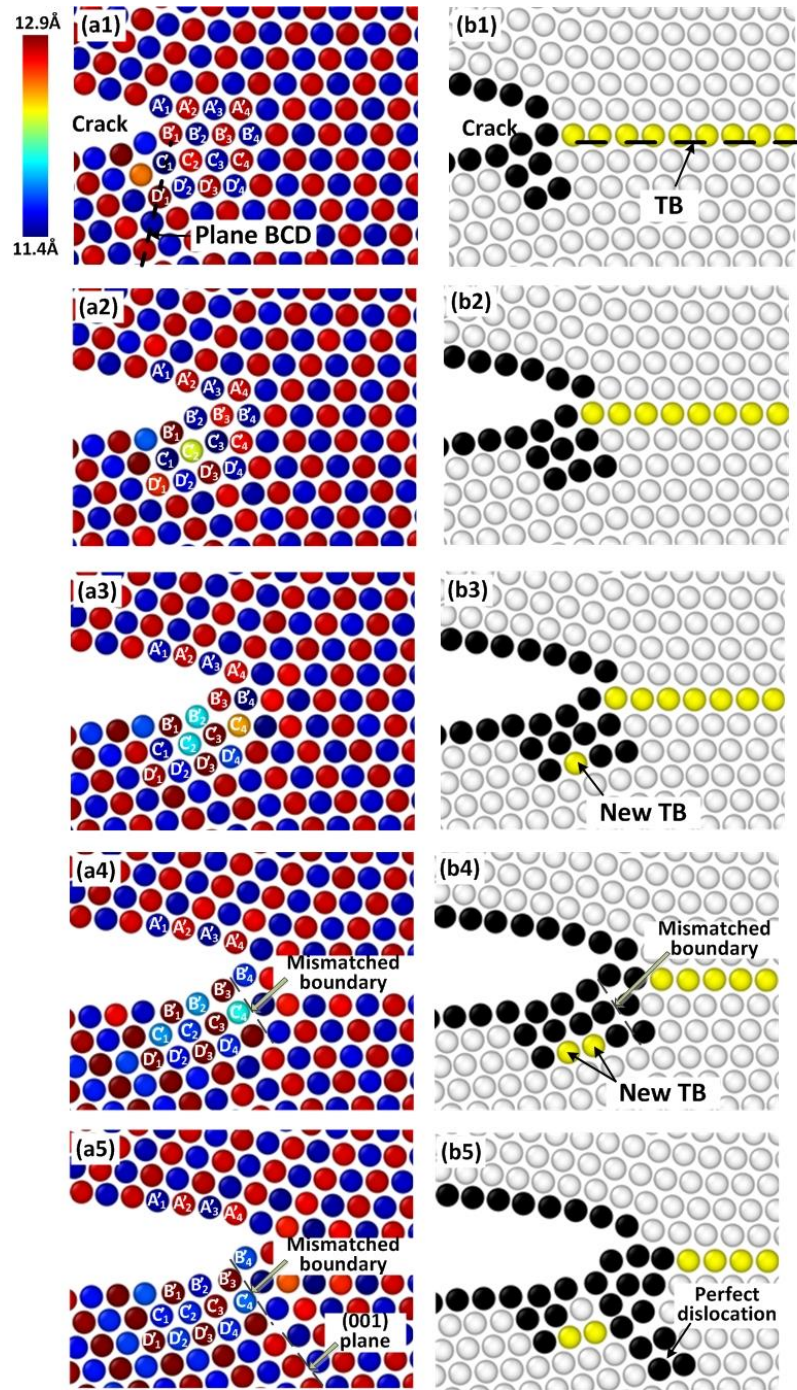 12.9Å
11.4Å
(a1)
A'1 A'2 A'3 A'4
Crack
B'1 B'2 B'3 B'4
C'1 C'2 C'3 C'4
D'1 D'2 D'3 D'4
Plane BCD
(b1)
Crack
TB
(a2)
A'1 A'2 A'3 A'4
B'1 B'2 B'3 B'4
C'1 C'2 C'3 C'4
D'1 D'2 D'3 D'4
(b2)
(a3)
A'1 A'2 A'3 A'4
B'1 B'2 B'3 B'4
C'1 C'2 C'3 C'4
D'1 D'2 D'3 D'4
(b3)
New TB
(a4)
A'1 A'2 A'3 A'4
Mismatched
boundary
B'1 B'2 B'3 B'4
C'1 C'2 C'3 C'4
D'1 D'2 D'3 D'4
(b4)
Mismatched
boundary
New TB
(a5)
A'1 A'2 A'3 A'4
Mismatched
boundary
B'1 B'2 B'3 B'4
C'1 C'2 C'3 C'4
D'1 D'2 D'3 D'4
(001)
plane
(b5)
Perfect
dislocation